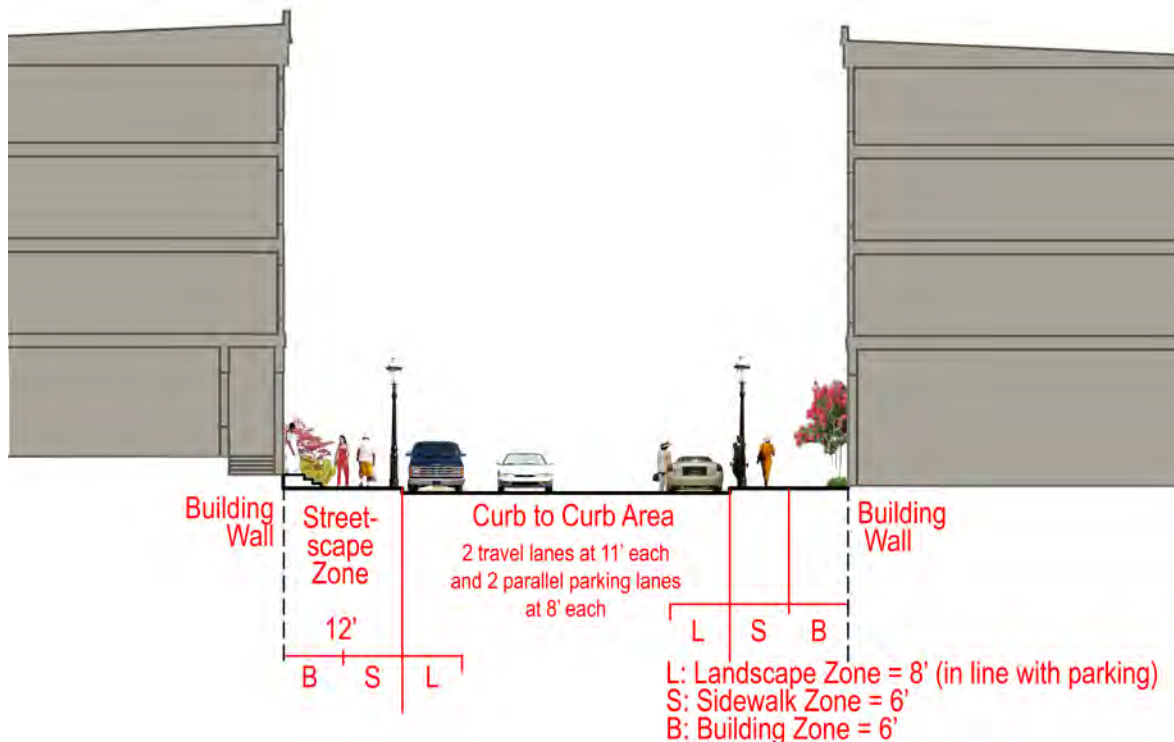 Building
Wall
Street-
scape
Zone
12’
B S L
Curb to Curb Area
2 travel lanes at 11’ each
and 2 parallel parking lanes
at 8’ each
Building
Wall
L S B
L: Landscape Zone = 8’ (in line with parking)
S: Sidewalk Zone = 6’
B: Building Zone = 6’